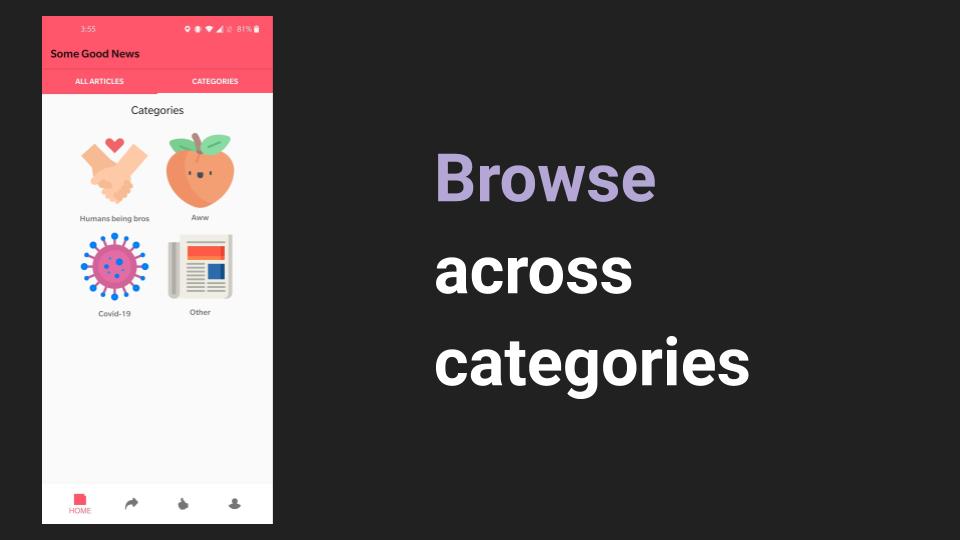 3:55 81%
Some Good News
ALL ARTICLES CATEGORIES
Categories
Humans being bros Aww
Covid-19 Other
HOME
Browse
across
categories